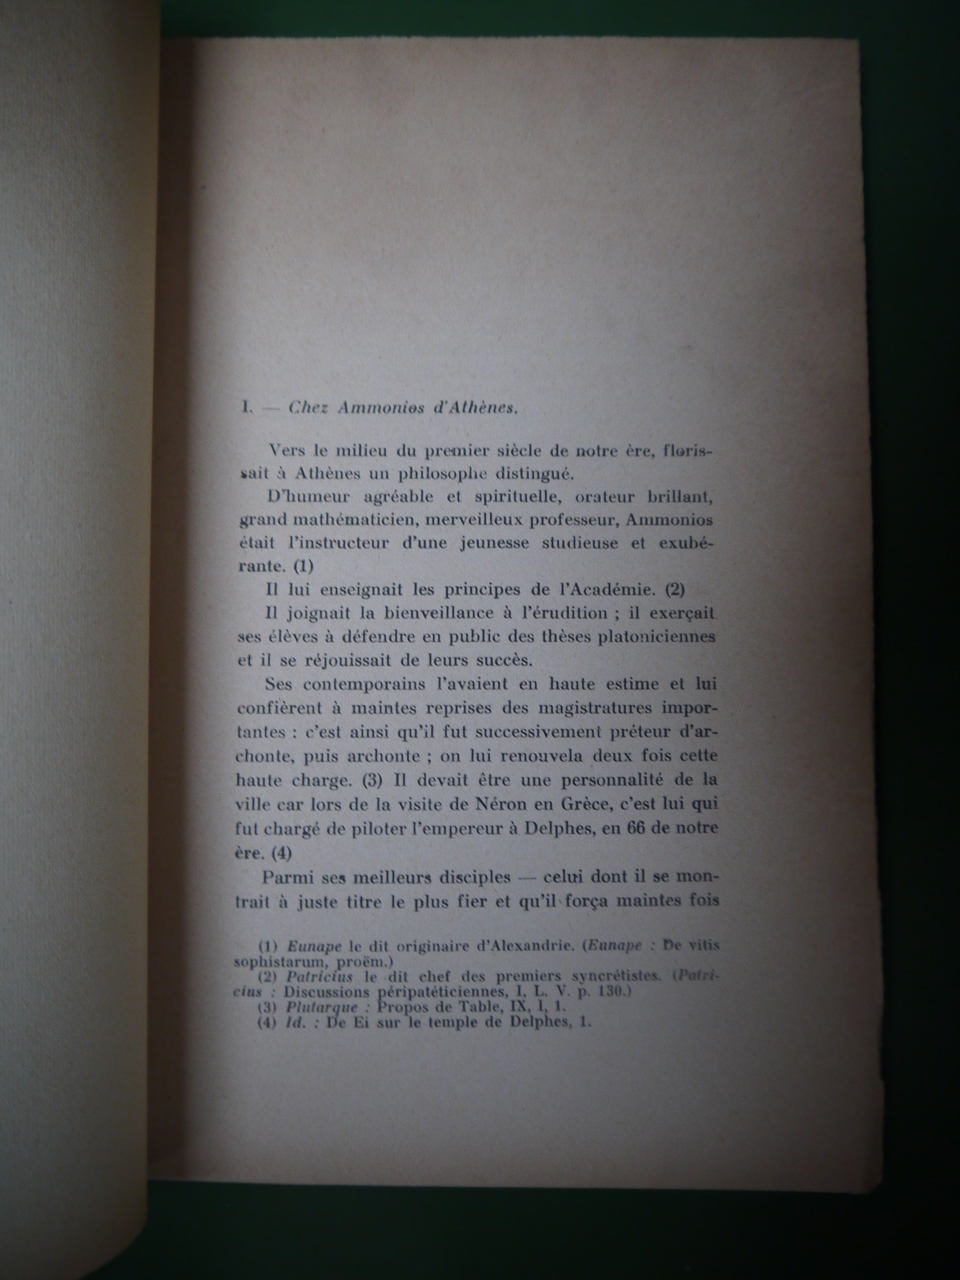 I. — Chez Ammonios d'Athènes.
Vers le milieu du premier siècle de notre ère, floris-
sait à Athènes un philosophe distingué.
D'humeur agréable et spirituelle, orateur brillant,
grand mathématicien, merveilleux professeur, Ammonios
était l'instructeur d'une jeunesse studieuse et exubé-
rante. (1)
Il lui enseignait les principes de l'Académie. (2)
Il joignait la bienveillance à l'érudition ; il exerçait
ses élèves à défendre en public des thèses platoniciennes
et il se réjouissait de leurs succès.
Ses contemporains l'avaient en haute estime et lui
confièrent à maintes reprises des magistratures impor-
tantes : c'est ainsi qu'il fut successivement préteur d'ar-
chonte, puis archonte ; on lui renouvela deux fois cette
haute charge. (3) Il devait être une personnalité de la
ville car lors de la visite de Néron en Grèce, c'est lui qui
fut chargé de piloter l'empereur à Delphes, en 66 de notre
ère. (4)
Parmi ses meilleurs disciples — celui dont il se mon-
trait à juste titre le plus fier et qu'il força maintes fois
(1) Eunape le dit originaire d'Alexandrie. (Eunape : De vitis
sophistarum, proëm.)
(2) Patricius le dit chef des premiers syncrétistes. (Patri-
cius : Discussions péripatéticiennes, I, L. V. p. 130.)
(3) Plutarque : Propos de Table, IX, I, 1.
(4) Id. : De Ei sur le temple de Delphes, 1.